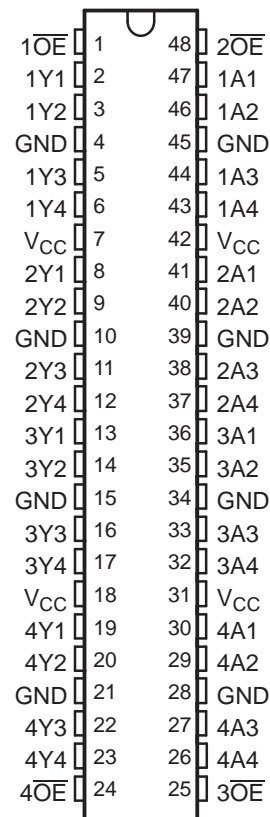 1O̅E̅ 1 48 2O̅E̅
1Y1 2 47 1A1
1Y2 3 46 1A2
GND 4 45 GND
1Y3 5 44 1A3
1Y4 6 43 1A4
VCC 7 42 VCC
2Y1 8 41 2A1
2Y2 9 40 2A2
GND 10 39 GND
2Y3 11 38 2A3
2Y4 12 37 2A4
3Y1 13 36 3A1
3Y2 14 35 3A2
GND 15 34 GND
3Y3 16 33 3A3
3Y4 17 32 3A4
VCC 18 31 VCC
4Y1 19 30 4A1
4Y2 20 29 4A2
GND 21 28 GND
4Y3 22 27 4A3
4Y4 23 26 4A4
4O̅E̅ 24 25 3O̅E̅